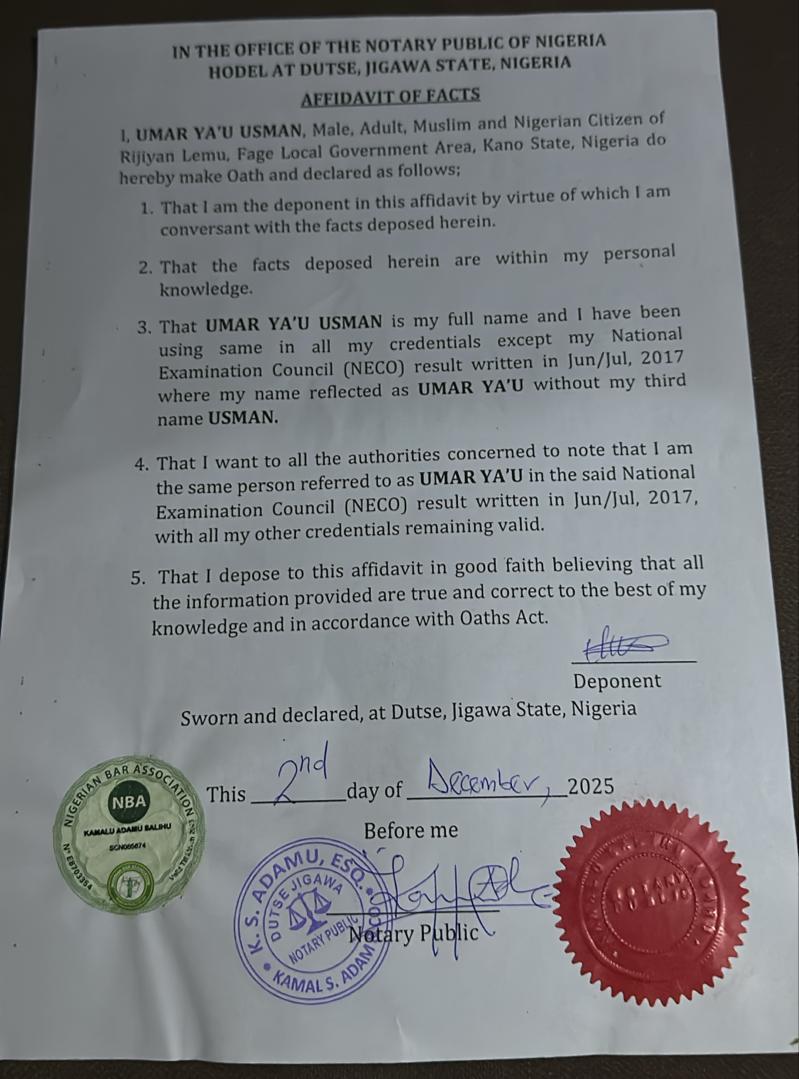 IN THE OFFICE OF THE NOTARY PUBLIC OF NIGERIA
HODEL AT DUTSE, JIGAWA STATE, NIGERIA
AFFIDAVIT OF FACTS
I, UMAR YA'U USMAN, Male, Adult, Muslim and Nigerian Citizen of
Rijiyan Lemu, Fage Local Government Area, Kano State, Nigeria do
hereby make Oath and declared as follows;
1. That I am the deponent in this affidavit by virtue of which I am
conversant with the facts deposed herein.
2. That the facts deposed herein are within my personal
knowledge.
3. That UMAR YA'U USMAN is my full name and I have been
using same in all my credentials except my National
Examination Council (NECO) result written in Jun/Jul, 2017
where my name reflected as UMAR YA'U without my third
name USMAN.
4. That I want to all the authorities concerned to note that I am
the same person referred to as UMAR YA'U in the said National
Examination Council (NECO) result written in Jun/Jul, 2017,
with all my other credentials remaining valid.
5. That I depose to this affidavit in good faith believing that all
the information provided are true and correct to the best of my
knowledge and in accordance with Oaths Act.
Deponent
Sworn and declared, at Dutse, Jigawa State, Nigeria
This 2nd day of December, 2025
Before me
Notary Public
NIGERIAN BAR ASSOCIATION
NBA
KAMALU ADAMU SALIHU
K. S. ADAMU, ESQ.
DUTSE JIGAWA
NOTARY PUBLIC
KAMAL S. ADAM